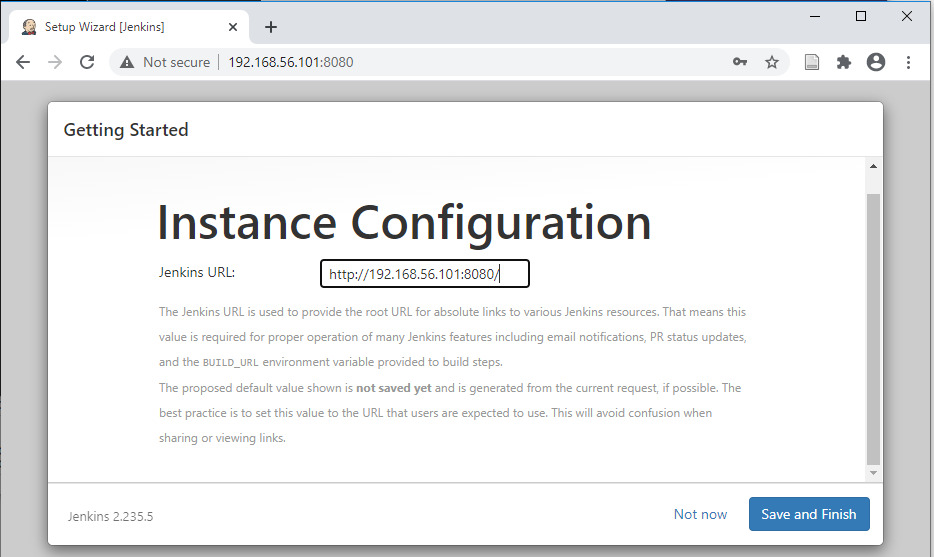 Setup Wizard [Jenkins]
Not secure 192.168.56.101:8080
Getting Started
Instance Configuration
Jenkins URL: http://192.168.56.101:8080/
The Jenkins URL is used to provide the root URL for absolute links to various Jenkins resources. That means this
value is required for proper operation of many Jenkins features including email notifications, PR status updates,
and the BUILD_URL environment variable provided to build steps.
The proposed default value shown is not saved yet and is generated from the current request, if possible. The
best practice is to set this value to the URL that users are expected to use. This will avoid confusion when
sharing or viewing links.
Jenkins 2.235.5 Not now Save and Finish